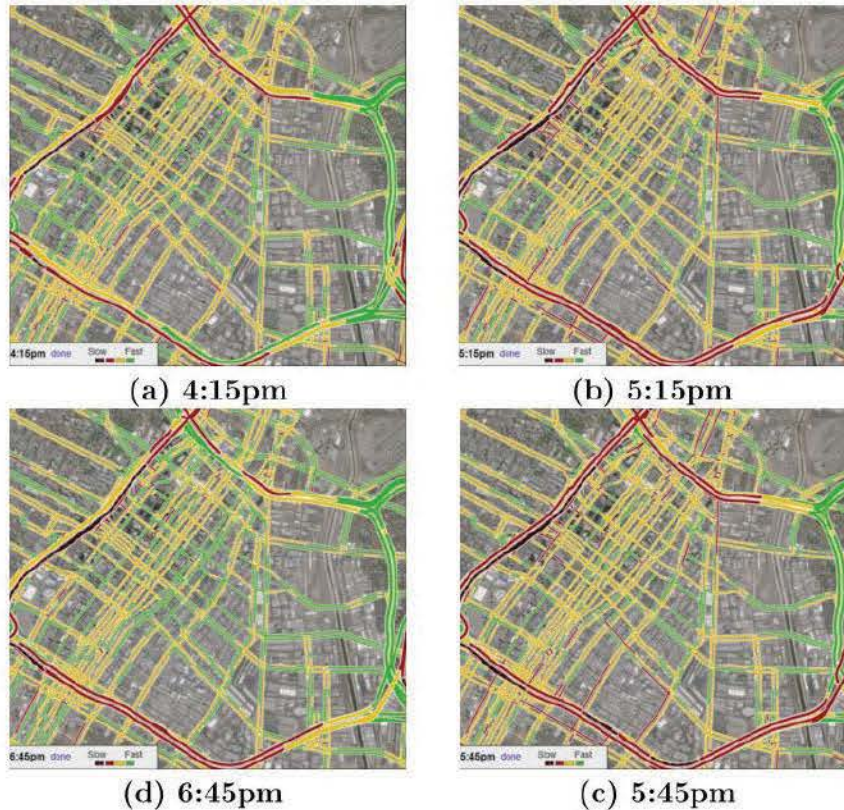 4:15pm done Slow Fast
5:15pm done Slow Fast
(a) 4:15pm
(b) 5:15pm
6:45pm done Slow Fast
5:45pm done Slow Fast
(d) 6:45pm
(c) 5:45pm